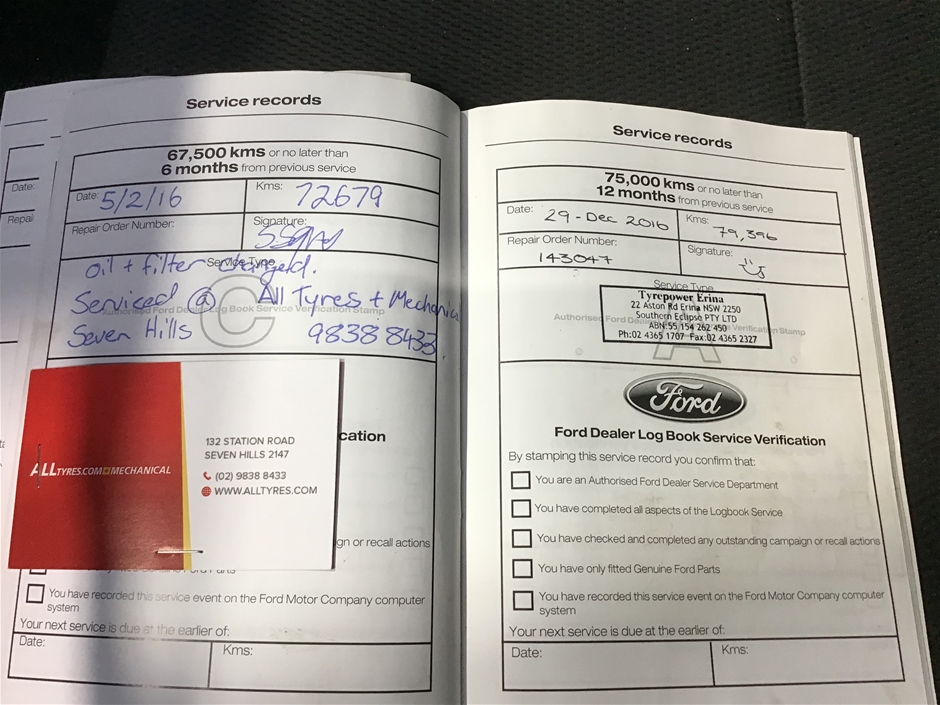 Service records
67,500 kms or no later than
6 months from previous service
Date: 5/2/16
Kms: 72679
Repair Order Number:
Signature:
Service Type
oil + filter changed.
Serviced @ All Tyres + Mechanica
Authorised Ford Dealer Log Book Service Verification Stamp
C
Seven Hills 9838 8433.
ALLTYRES.COM MECHANICAL
132 STATION ROAD
SEVEN HILLS 2147
(02) 9838 8433
WWW.ALLTYRES.COM
cation
gn or recall actions
You have recorded this service event on the Ford Motor Company computer
system
Your next service is due at the earlier of:
Date:
Kms:
Date:
Repai
Service records
75,000 kms or no later than
12 months from previous service
Date: 29-Dec 2016
Kms: 79,396
Repair Order Number:
143047
Signature:
Service Type
Tyrepower Erina
22 Aston Rd Erina NSW 2250
Southern Eclipse PTY LTD
Authorised Ford Dea
Verification Stamp
ABN:55 154 262 450
Ph:02 4365 1707 Fax:02 4365 2327
A
Ford
Ford Dealer Log Book Service Verification
By stamping this service record you confirm that:
You are an Authorised Ford Dealer Service Department
You have completed all aspects of the Logbook Service
You have checked and completed any outstanding campaign or recall actions
You have only fitted Genuine Ford Parts
You have recorded this service event on the Ford Motor Company computer
system
Your next service is due at the earlier of:
Date:
Kms: